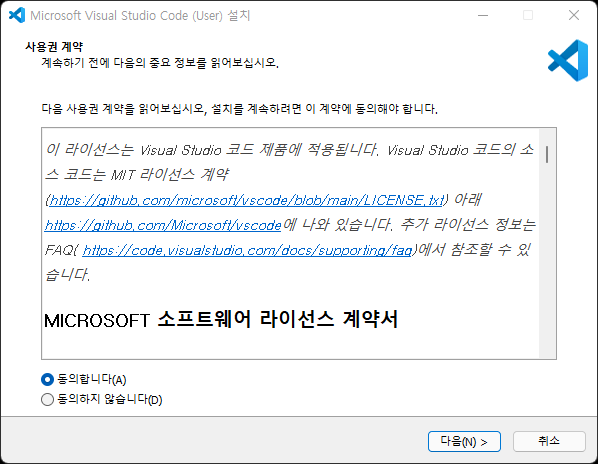 Microsoft Visual Studio Code (User) 설치
사용권 계약
계속하기 전에 다음의 중요 정보를 읽어보십시오.
다음 사용권 계약을 읽어보십시오, 설치를 계속하려면 이 계약에 동의해야 합니다.
이 라이선스는 Visual Studio 코드 제품에 적용됩니다. Visual Studio 코드의 소
스 코드는 MIT 라이선스 계약
(https://github.com/microsoft/vscode/blob/main/LICENSE.txt) 아래
https://github.com/Microsoft/vscode에 나와 있습니다. 추가 라이선스 정보는
FAQ( https://code.visualstudio.com/docs/supporting/faq)에서 참조할 수 있
습니다.
MICROSOFT 소프트웨어 라이선스 계약서
동의합니다(A)
동의하지 않습니다(D)
다음(N) >
취소